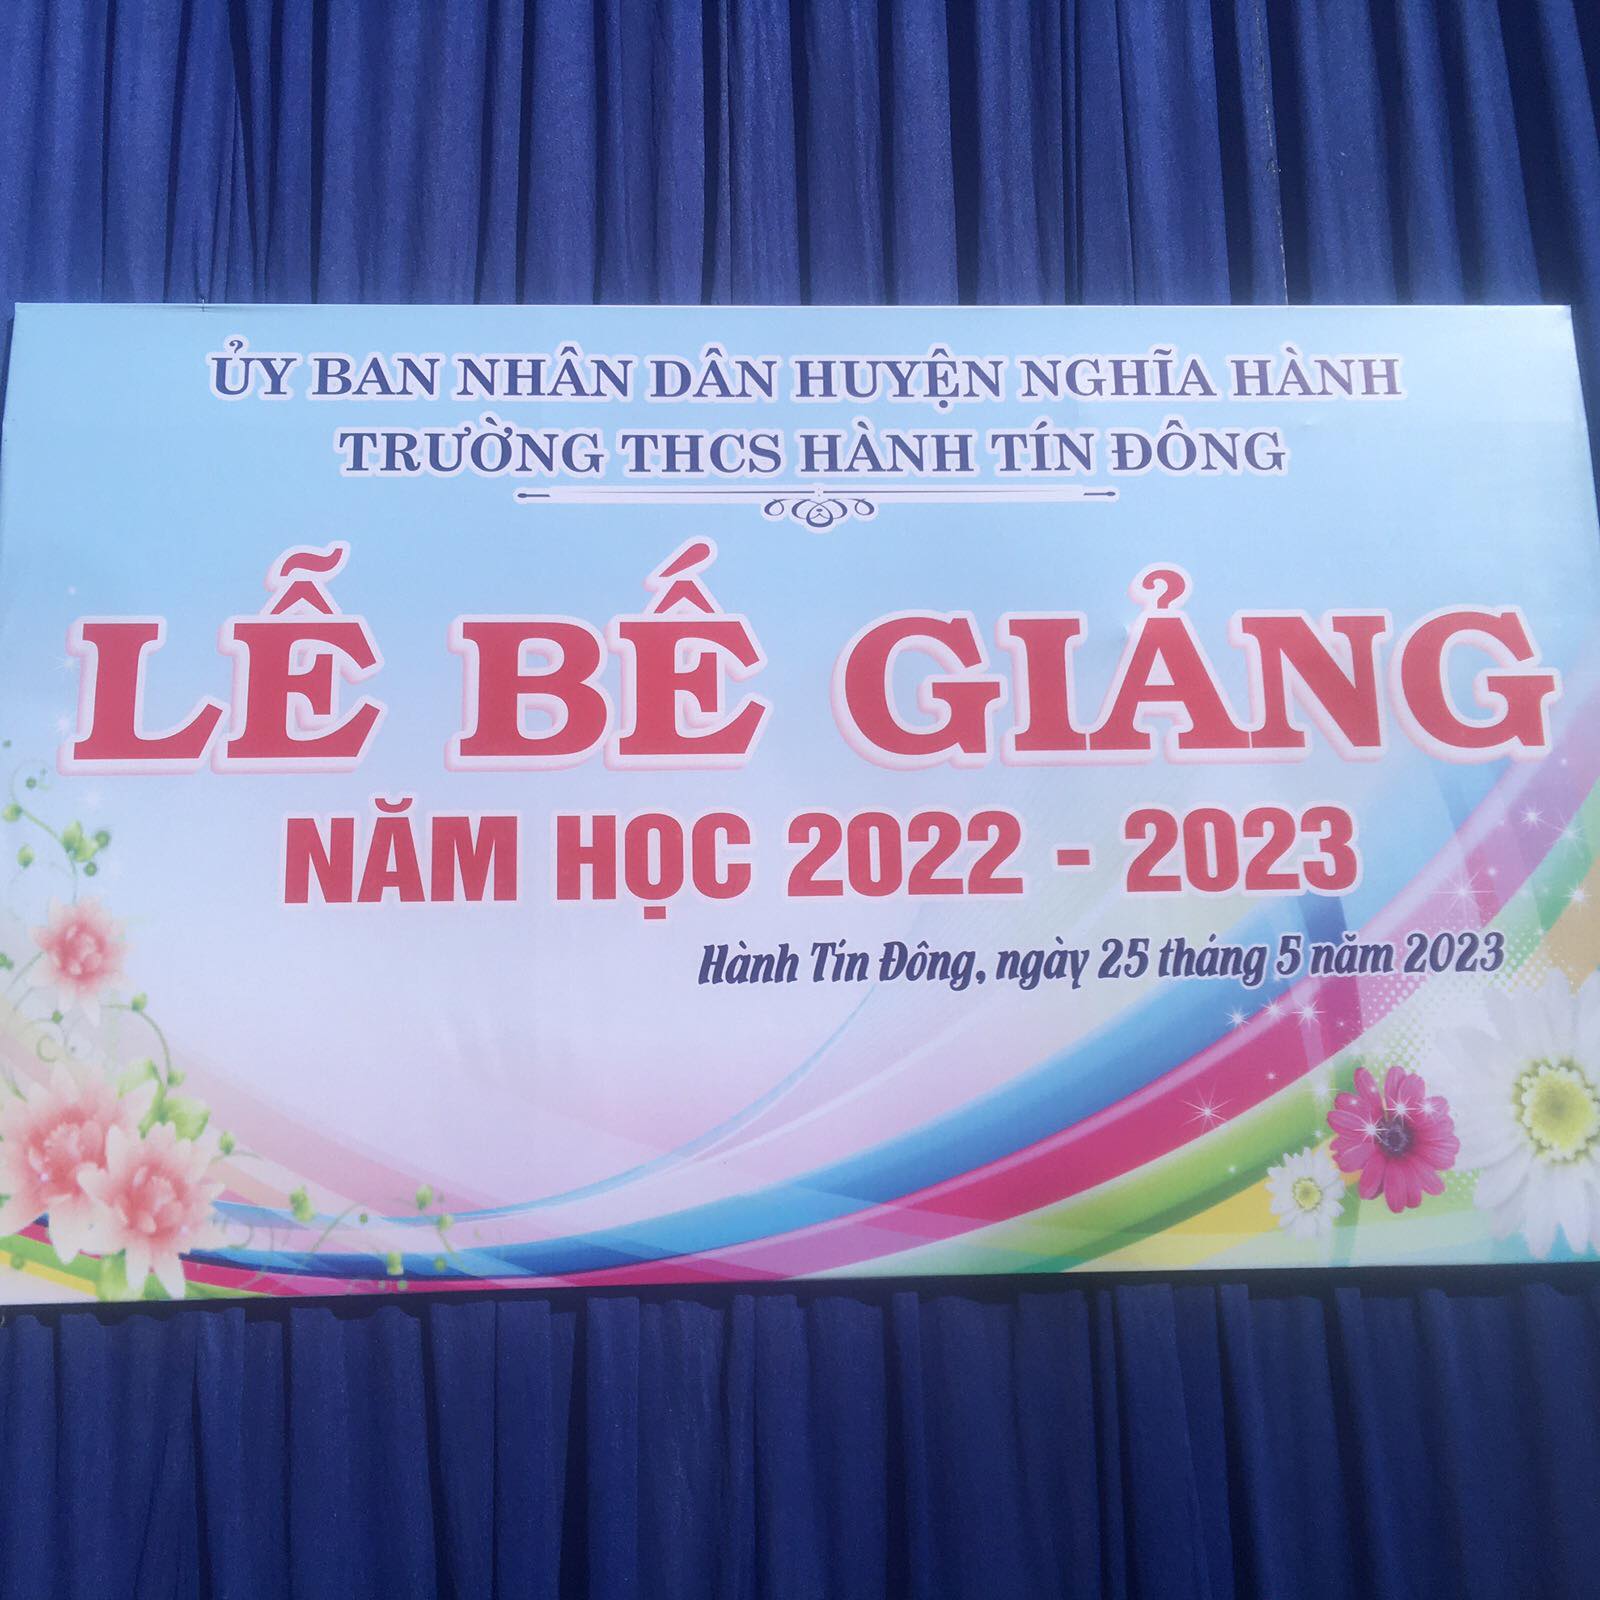 ỦY BAN NHÂN DÂN HUYỆN NGHĨA HÀNH
TRƯỜNG THCS HÀNH TÍN ĐÔNG
LỄ BẾ GIẢNG
NĂM HỌC 2022 - 2023
Hành Tín Đông, ngày 25 tháng 5 năm 2023